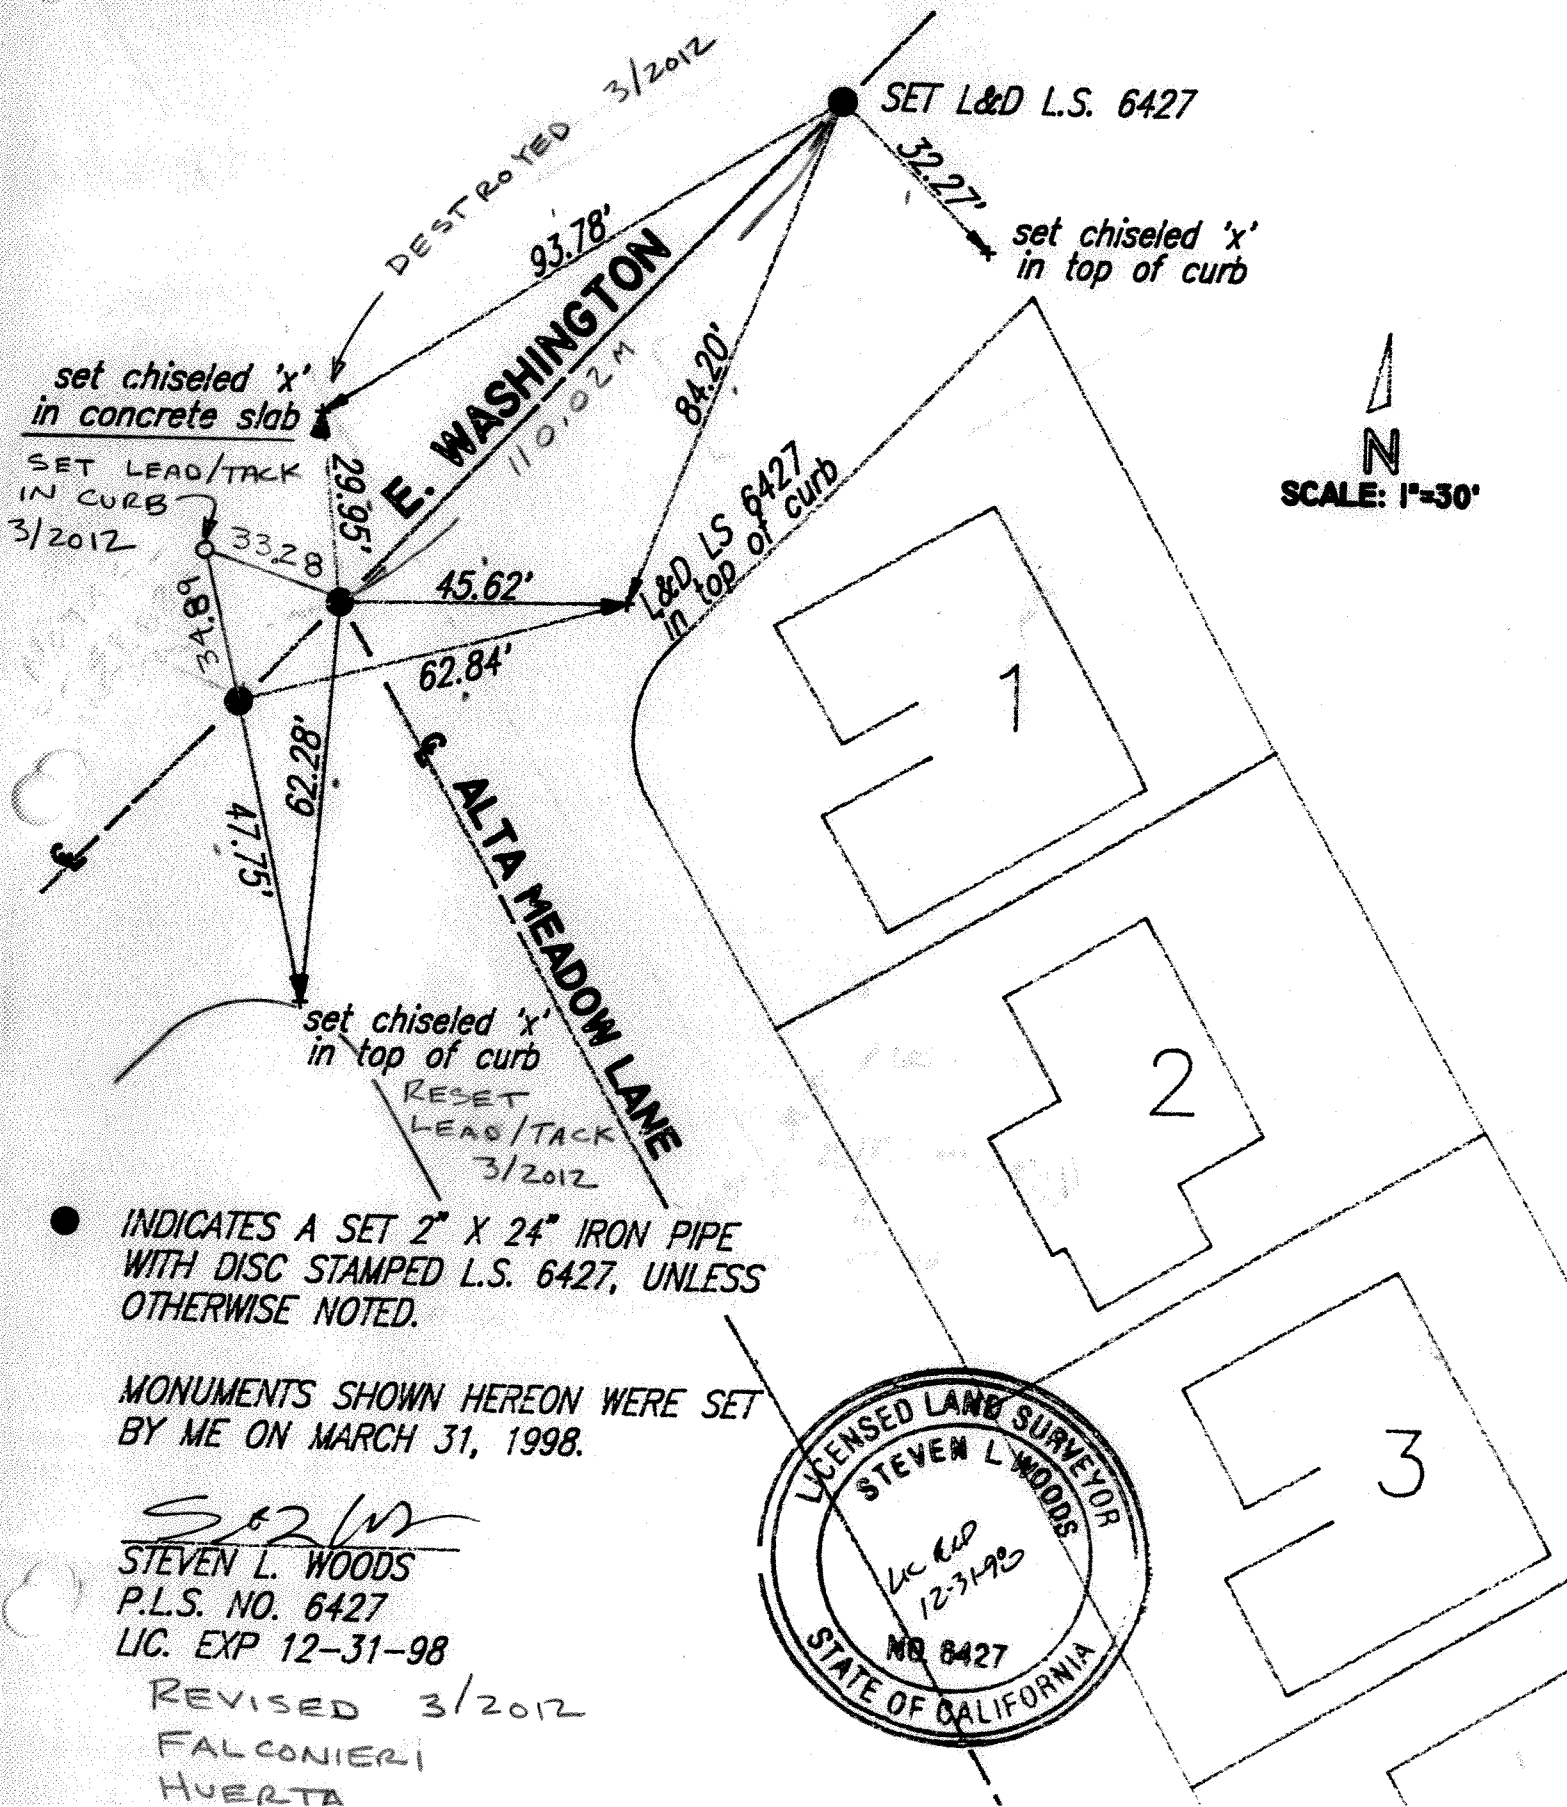 DESTROYED 3/2012
SET L&D L.S. 6427
32.27'
93.78'
set chiseled 'x'
in top of curb
E. WASHINGTON
110.02 M
84.20'
set chiseled 'x'
in concrete slab
SET LEAD/TACK
IN CURB
3/2012
29.95'
33.28
34.89
45.62'
62.84'
L&D LS 6427
in top of curb
N
SCALE: 1"=30'
1
62.28'
47.75'
℄
℄ ALTA MEADOW LANE
set chiseled 'x'
in top of curb
RESET
LEAD/TACK
3/2012
2
3
INDICATES A SET 2" X 24" IRON PIPE
WITH DISC STAMPED L.S. 6427, UNLESS
OTHERWISE NOTED.
MONUMENTS SHOWN HEREON WERE SET
BY ME ON MARCH 31, 1998.
STEVEN L. WOODS
P.L.S. NO. 6427
LIC. EXP 12-31-98
REVISED 3/2012
FALCONIERI
HUERTA
LICENSED LAND SURVEYOR
STEVEN L WOODS
12-31-98
NO. 6427
STATE OF CALIFORNIA